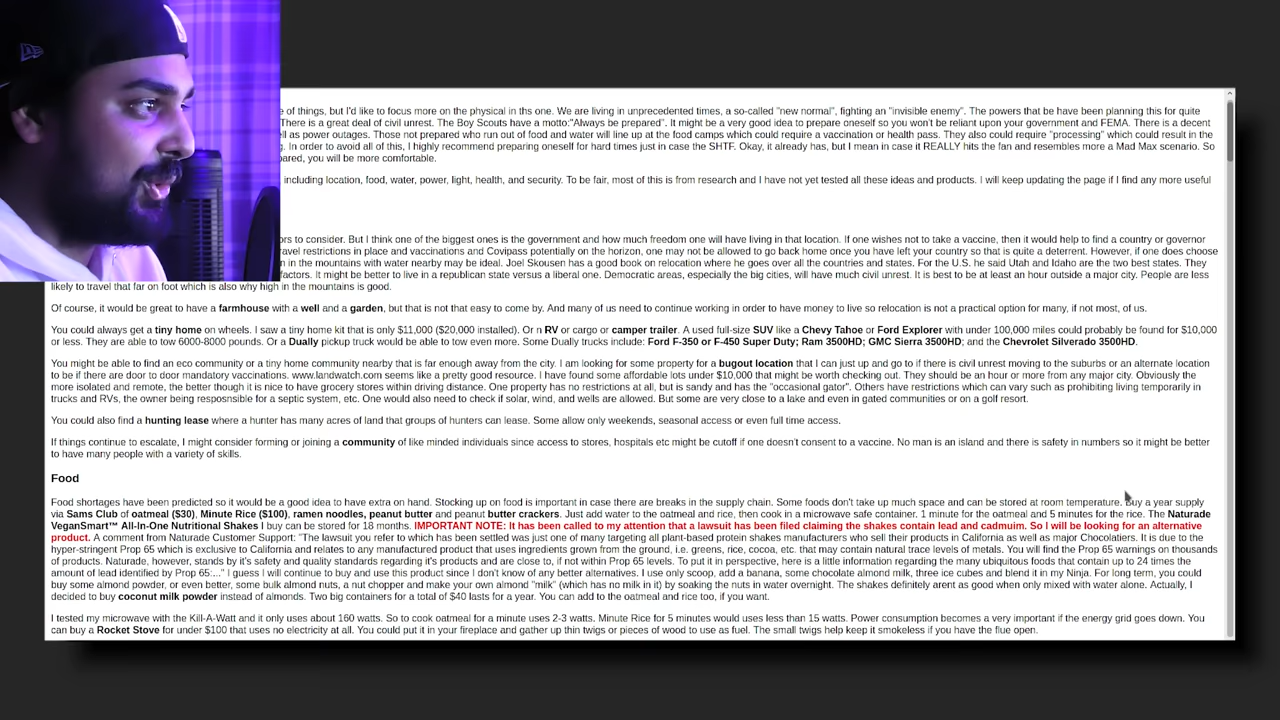 e of things, but I'd like to focus more on the physical in ths one. We are living in unprecedented times, a so-called "new normal", fighting an "invisible enemy". The powers that be have been planning this for quite
There is a great deal of civil unrest. The Boy Scouts have a motto:"Always be prepared". It might be a very good idea to prepare oneself so you won't be reliant upon your government and FEMA. There is a decent
ll as power outages. Those not prepared who run out of food and water will line up at the food camps which could require a vaccination or health pass. They also could require "processing" which could result in the
g. In order to avoid all of this, I highly recommend preparing oneself for hard times just in case the SHTF. Okay, it already has, but I mean in case it REALLY hits the fan and resembles more a Mad Max scenario. So
ared, you will be more comfortable.
including location, food, water, power, light, health, and security. To be fair, most of this is from research and I have not yet tested all these ideas and products. I will keep updating the page if I find any more useful
ors to consider. But I think one of the biggest ones is the government and how much freedom one will have living in that location. If one wishes not to take a vaccine, then it would help to find a country or governor
ravel restrictions in place and vaccinations and Covipass potentially on the horizon, one may not be allowed to go back home once you have left your country so that is quite a deterrent. However, if one does choose
n in the mountains with water nearby may be ideal. Joel Skousen has a good book on relocation where he goes over all the countries and states. For the U.S. he said Utah and Idaho are the two best states. They
factors. It might be better to live in a republican state versus a liberal one. Democratic areas, especially the big cities, will have much civil unrest. It is best to be at least an hour outside a major city. People are less
likely to travel that far on foot which is also why high in the mountains is good.
Of course, it would be great to have a farmhouse with a well and a garden, but that is not that easy to come by. And many of us need to continue working in order to have money to live so relocation is not a practical option for many, if not most, of us.
You could always get a tiny home on wheels. I saw a tiny home kit that is only $11,000 ($20,000 installed). Or n RV or cargo or camper trailer. A used full-size SUV like a Chevy Tahoe or Ford Explorer with under 100,000 miles could probably be found for $10,000
or less. They are able to tow 6000-8000 pounds. Or a Dually pickup truck would be able to tow even more. Some Dually trucks include: Ford F-350 or F-450 Super Duty; Ram 3500HD; GMC Sierra 3500HD; and the Chevrolet Silverado 3500HD.
You might be able to find an eco community or a tiny home community nearby that is far enough away from the city. I am looking for some property for a bugout location that I can just up and go to if there is civil unrest moving to the suburbs or an alternate location
to be if there are door to door mandatory vaccinations. www.landwatch.com seems like a pretty good resource. I have found some affordable lots under $10,000 that might be worth checking out. They should be an hour or more from any major city. Obviously the
more isolated and remote, the better though it is nice to have grocery stores within driving distance. One property has no restrictions at all, but is sandy and has the "occasional gator". Others have restrictions which can vary such as prohibiting living temporarily in
trucks and RVs, the owner being responsnible for a septic system, etc. One would also need to check if solar, wind, and wells are allowed. But some are very close to a lake and even in gated communities or on a golf resort.
You could also find a hunting lease where a hunter has many acres of land that groups of hunters can lease. Some allow only weekends, seasonal access or even full time access.
If things continue to escalate, I might consider forming or joining a community of like minded individuals since access to stores, hospitals etc might be cutoff if one doesn't consent to a vaccine. No man is an island and there is safety in numbers so it might be better
to have many people with a variety of skills.
Food
Food shortages have been predicted so it would be a good idea to have extra on hand. Stocking up on food is important in case there are breaks in the supply chain. Some foods don't take up much space and can be stored at room temperature. Buy a year supply
via Sams Club of oatmeal ($30), Minute Rice ($100), ramen noodles, peanut butter and peanut butter crackers. Just add water to the oatmeal and rice, then cook in a microwave safe container, 1 minute for the oatmeal and 5 minutes for the rice. The Naturade
VeganSmart™ All-In-One Nutritional Shakes I buy can be stored for 18 months. IMPORTANT NOTE: It has been called to my attention that a lawsuit has been filed claiming the shakes contain lead and cadmuim. So I will be looking for an alternative
product. A comment from Naturade Customer Support: "The lawsuit you refer to which has been settled was just one of many targeting all plant-based protein shakes manufacturers who sell their products in California as well as major Chocolatiers. It is due to the
hyper-stringent Prop 65 which is exclusive to California and relates to any manufactured product that uses ingredients grown from the ground, i.e. greens, rice, cocoa, etc. that may contain natural trace levels of metals. You will find the Prop 65 warnings on thousands
of products. Naturade, however, stands by it's safety and quality standards regarding it's products and are close to, if not within Prop 65 levels. To put it in perspective, here is a little information regarding the many ubiquitous foods that contain up to 24 times the
amount of lead identified by Prop 65:..." I guess I will continue to buy and use this product since I don't know of any better alternatives. I use only scoop, add a banana, some chocolate almond milk, three ice cubes and blend it in my Ninja. For long term, you could
buy some almond powder, or even better, some bulk almond nuts, a nut chopper and make your own almond "milk" (which has no milk in it) by soaking the nuts in water overnight. The shakes definitely arent as good when only mixed with water alone. Actually, I
decided to buy coconut milk powder instead of almonds. Two big containers for a total of $40 lasts for a year. You can add to the oatmeal and rice too, if you want.
I tested my microwave with the Kill-A-Watt and it only uses about 160 watts. So to cook oatmeal for a minute uses 2-3 watts. Minute Rice for 5 minutes would uses less than 15 watts. Power consumption becomes a very important if the energy grid goes down. You
can buy a Rocket Stove for under $100 that uses no electricity at all. You could put it in your fireplace and gather up thin twigs or pieces of wood to use as fuel. The small twigs help keep it smokeless if you have the flue open.